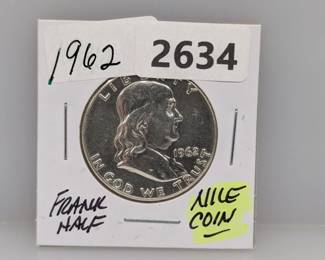 1962
2634
LIBERTY
1962
IN GOD WE TRUST
FRANK
HALF
NICE
COIN